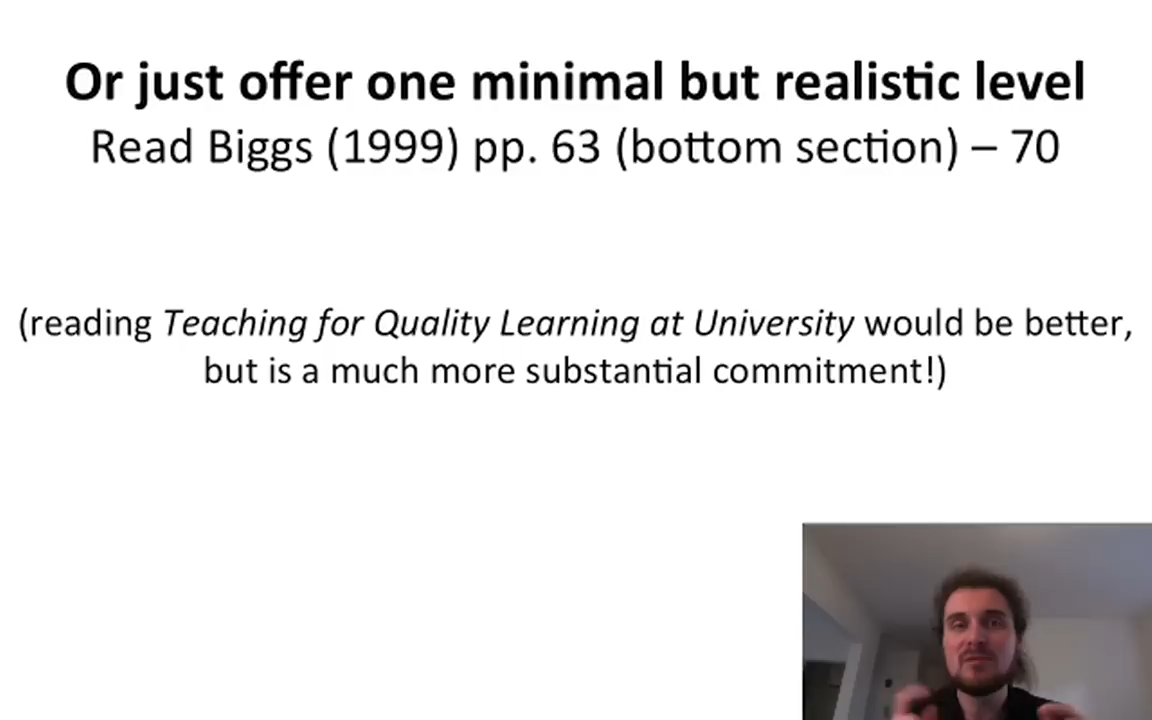 Or just offer one minimal but realistic level
Read Biggs (1999) pp. 63 (bottom section) – 70
(reading Teaching for Quality Learning at University would be better,
but is a much more substantial commitment!)